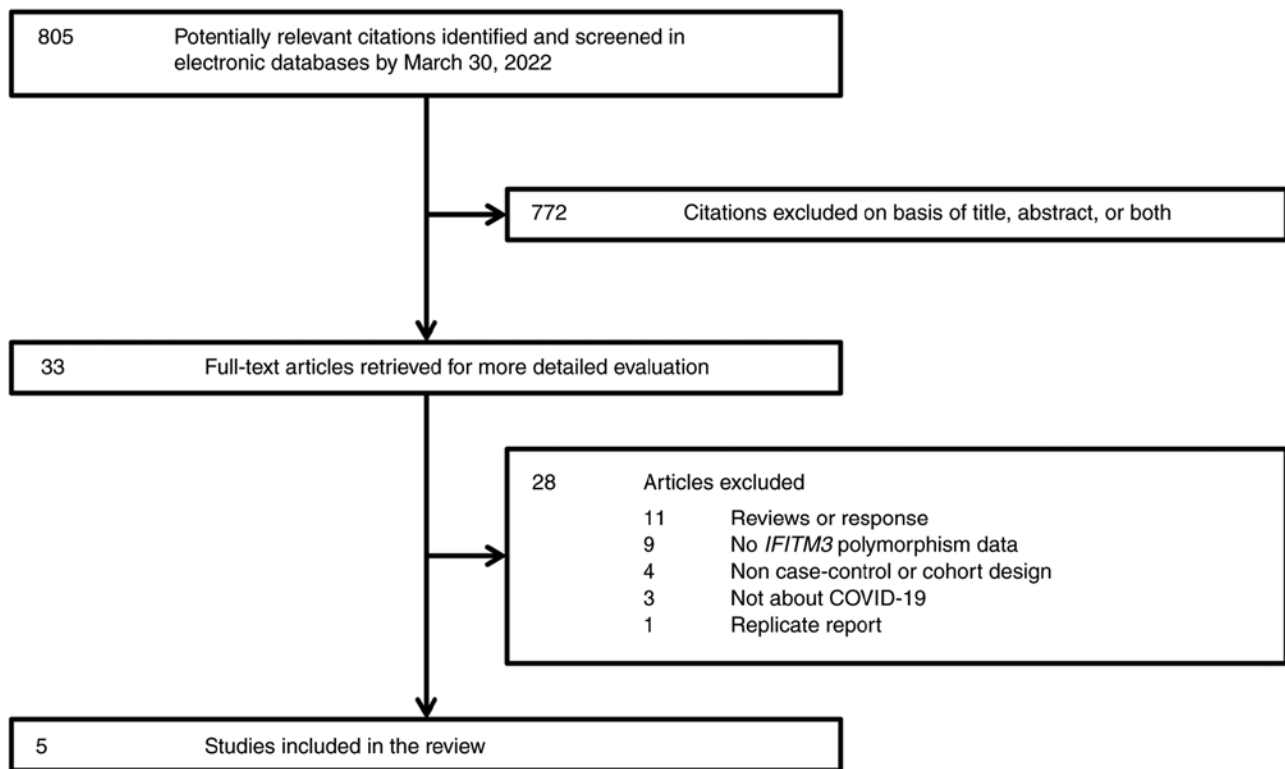 805 Potentially relevant citations identified and screened in
electronic databases by March 30, 2022
772 Citations excluded on basis of title, abstract, or both
33 Full-text articles retrieved for more detailed evaluation
28 Articles excluded
11 Reviews or response
9 No IFITM3 polymorphism data
4 Non case-control or cohort design
3 Not about COVID-19
1 Replicate report
5 Studies included in the review